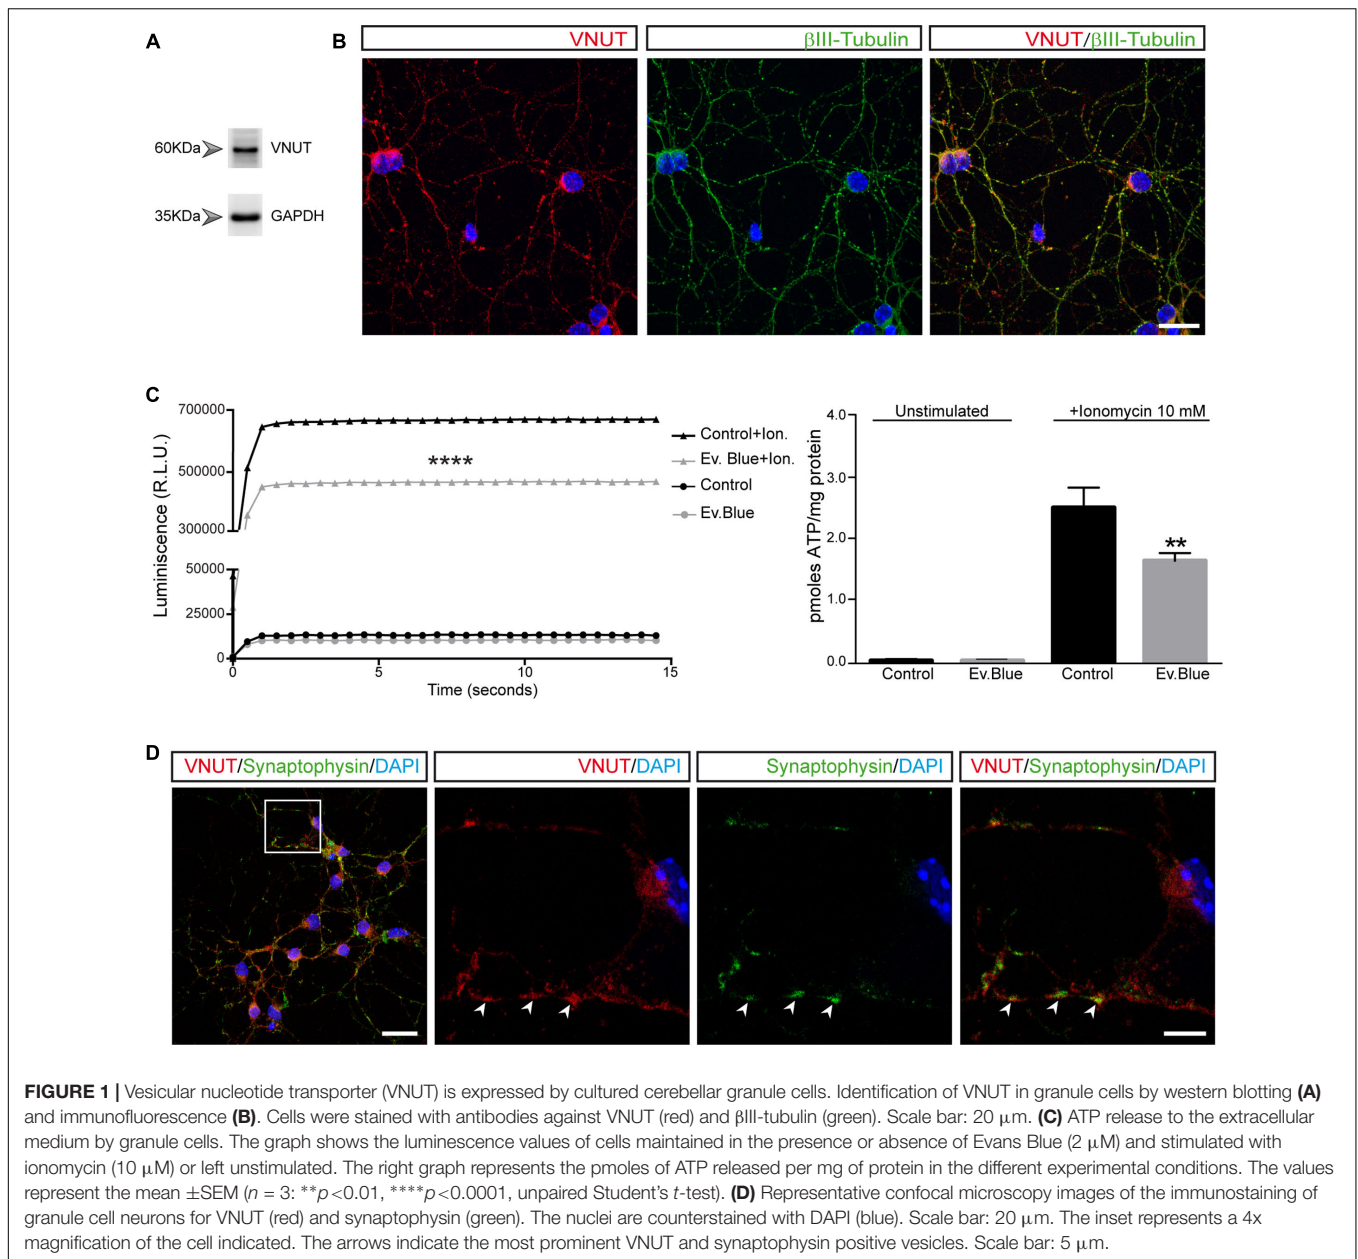 A
60KDa
VNUT
35KDa
GAPDH
B
VNUT
βIII-Tubulin
VNUT/βIII-Tubulin
C
Luminiscence (R.L.U.)
700000
500000
300000
50000
25000
0
0
5
10
15
Time (seconds)
****
Control+Ion.
Ev. Blue+Ion.
Control
Ev.Blue
pmoles ATP/mg protein
4.0
3.0
2.0
1.0
0.0
Unstimulated
+Ionomycin 10 mM
**
Control
Ev.Blue
Control
Ev.Blue
D
VNUT/Synaptophysin/DAPI
VNUT/DAPI
Synaptophysin/DAPI
VNUT/Synaptophysin/DAPI
FIGURE 1 | Vesicular nucleotide transporter (VNUT) is expressed by cultured cerebellar granule cells. Identification of VNUT in granule cells by western blotting (A)
and immunofluorescence (B). Cells were stained with antibodies against VNUT (red) and βIII-tubulin (green). Scale bar: 20 μm. (C) ATP release to the extracellular
medium by granule cells. The graph shows the luminescence values of cells maintained in the presence or absence of Evans Blue (2 μM) and stimulated with
ionomycin (10 μM) or left unstimulated. The right graph represents the pmoles of ATP released per mg of protein in the different experimental conditions. The values
represent the mean ±SEM (n = 3: **p<0.01, ****p<0.0001, unpaired Student's t-test). (D) Representative confocal microscopy images of the immunostaining of
granule cell neurons for VNUT (red) and synaptophysin (green). The nuclei are counterstained with DAPI (blue). Scale bar: 20 μm. The inset represents a 4x
magnification of the cell indicated. The arrows indicate the most prominent VNUT and synaptophysin positive vesicles. Scale bar: 5 μm.